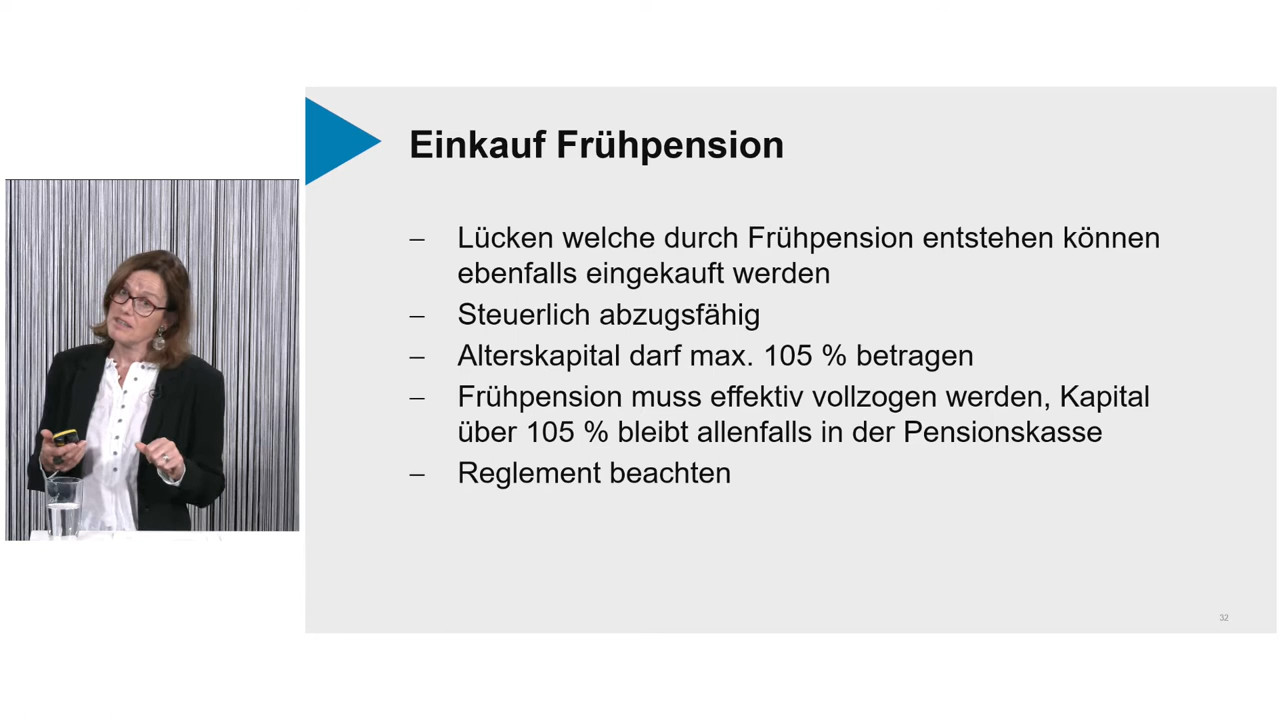 Einkauf Frühpension
– Lücken welche durch Frühpension entstehen können
ebenfalls eingekauft werden
– Steuerlich abzugsfähig
– Alterskapital darf max. 105 % betragen
– Frühpension muss effektiv vollzogen werden, Kapital
über 105 % bleibt allenfalls in der Pensionskasse
– Reglement beachten
32